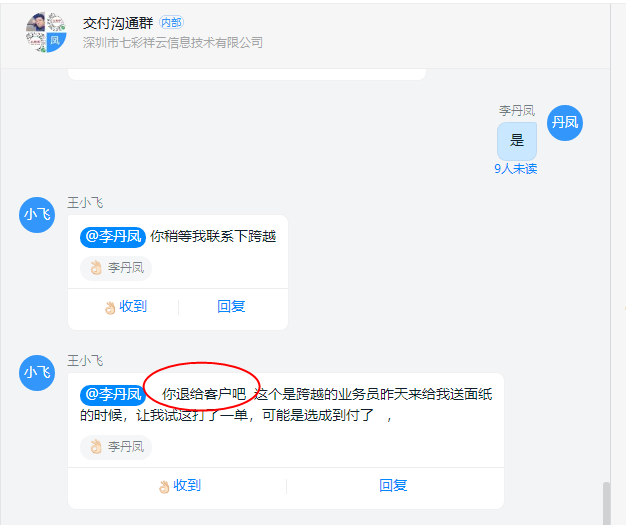 交付沟通群 内部
深圳市七彩祥云信息技术有限公司
凤
李丹凤
丹凤
是
9人未读
小飞
王小飞
@李丹凤 你稍等我联系下跨越
👌🏻 李丹凤
👌🏻 收到 回复
小飞
王小飞
@李丹凤 你退给客户吧 这个是跨越的业务员昨天来给我送面纸
的时候，让我试这打了一单，可能是选成到付了 ，
👌🏻 李丹凤
👌🏻 收到 回复